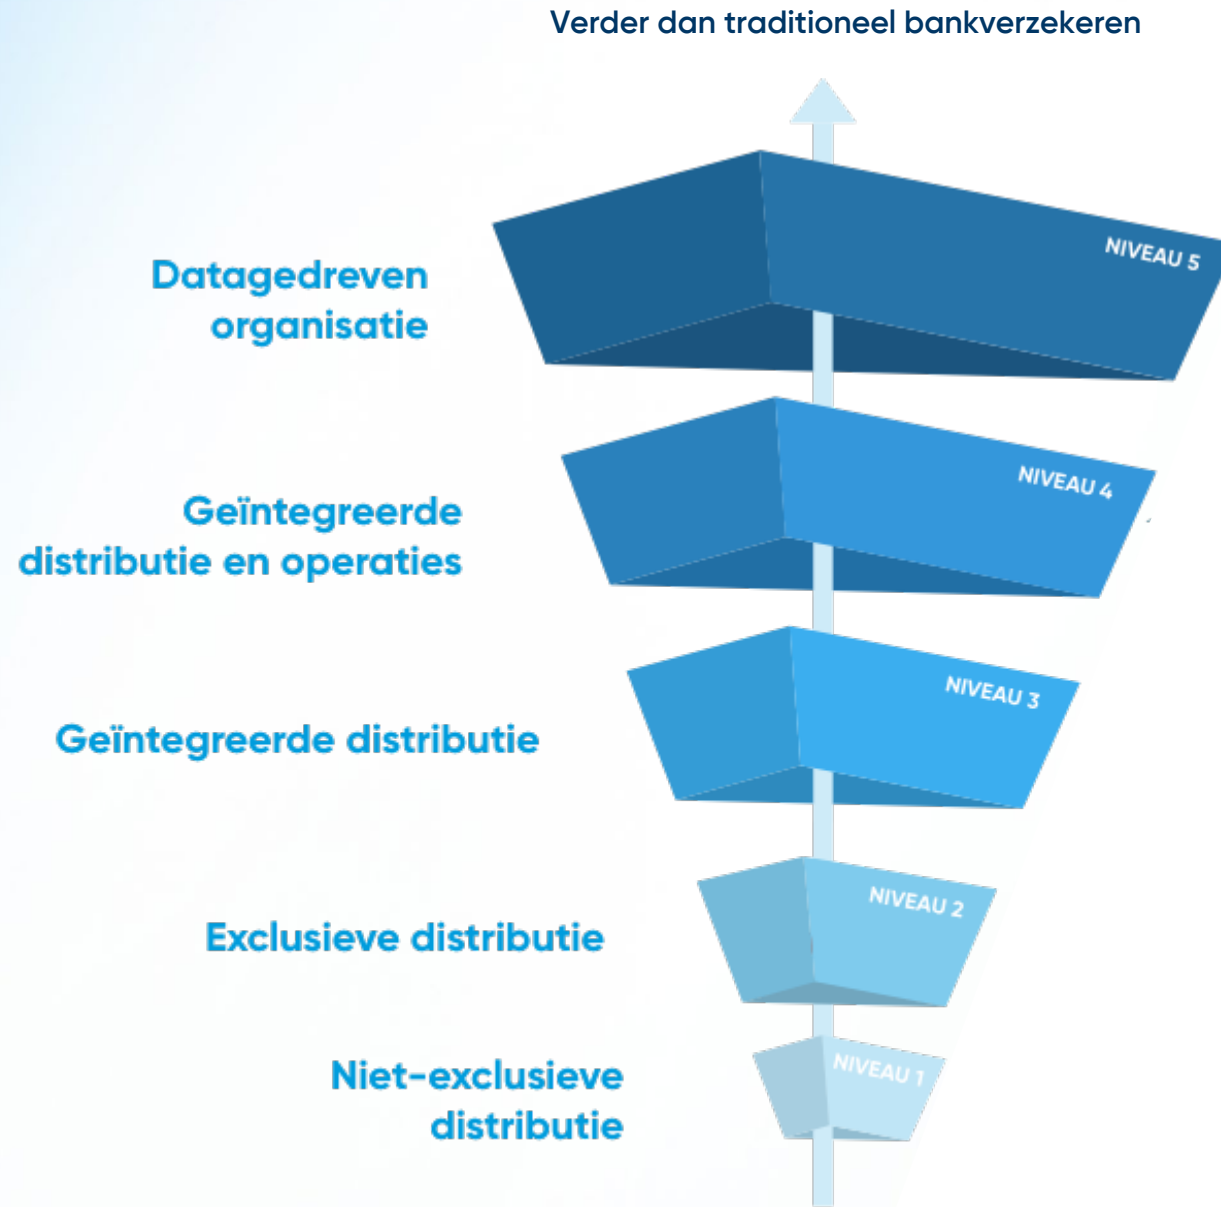 Verder dan traditioneel bankverzekeren
NIVEAU 5
Datagedreven
organisatie
NIVEAU 4
Geïntegreerde
distributie en operaties
NIVEAU 3
Geïntegreerde distributie
NIVEAU 2
Exclusieve distributie
NIVEAU 1
Niet-exclusieve
distributie